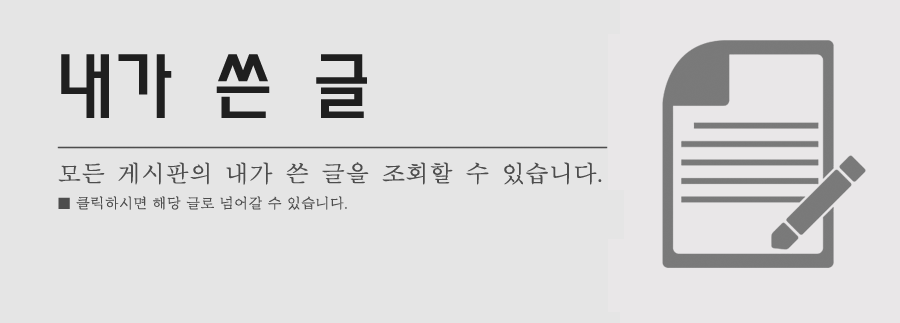 내가 쓴 글
모든 게시판의 내가 쓴 글을 조회할 수 있습니다.
■ 클릭하시면 해당 글로 넘어갈 수 있습니다.